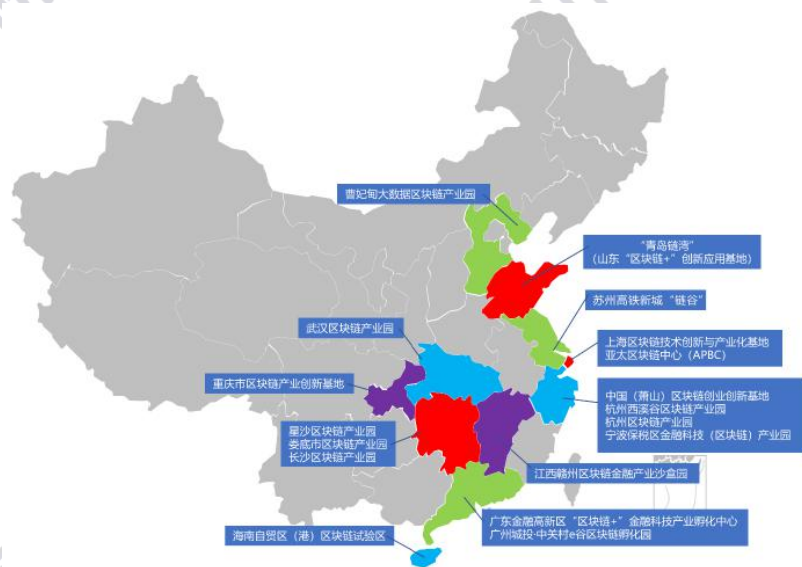 曹妃甸大数据区块链产业园
“青岛链湾”
（山东“区块链+”创新应用基地）
苏州高铁新城“链谷”
武汉区块链产业园
上海区块链技术创新与产业化基地
亚太区块链中心（APBC）
重庆市区块链产业创新基地
中国（萧山）区块链创业创新基地
杭州西溪谷区块链产业园
杭州区块链产业园
宁波保税区金融科技（区块链）产业园
星沙区块链产业园
娄底市区块链产业园
长沙区块链产业园
江西赣州区块链金融产业沙盒园
广东金融高新区“区块链+”金融科技产业孵化中心
广州城投·中关村e谷区块链孵化园
海南自贸区（港）区块链试验区